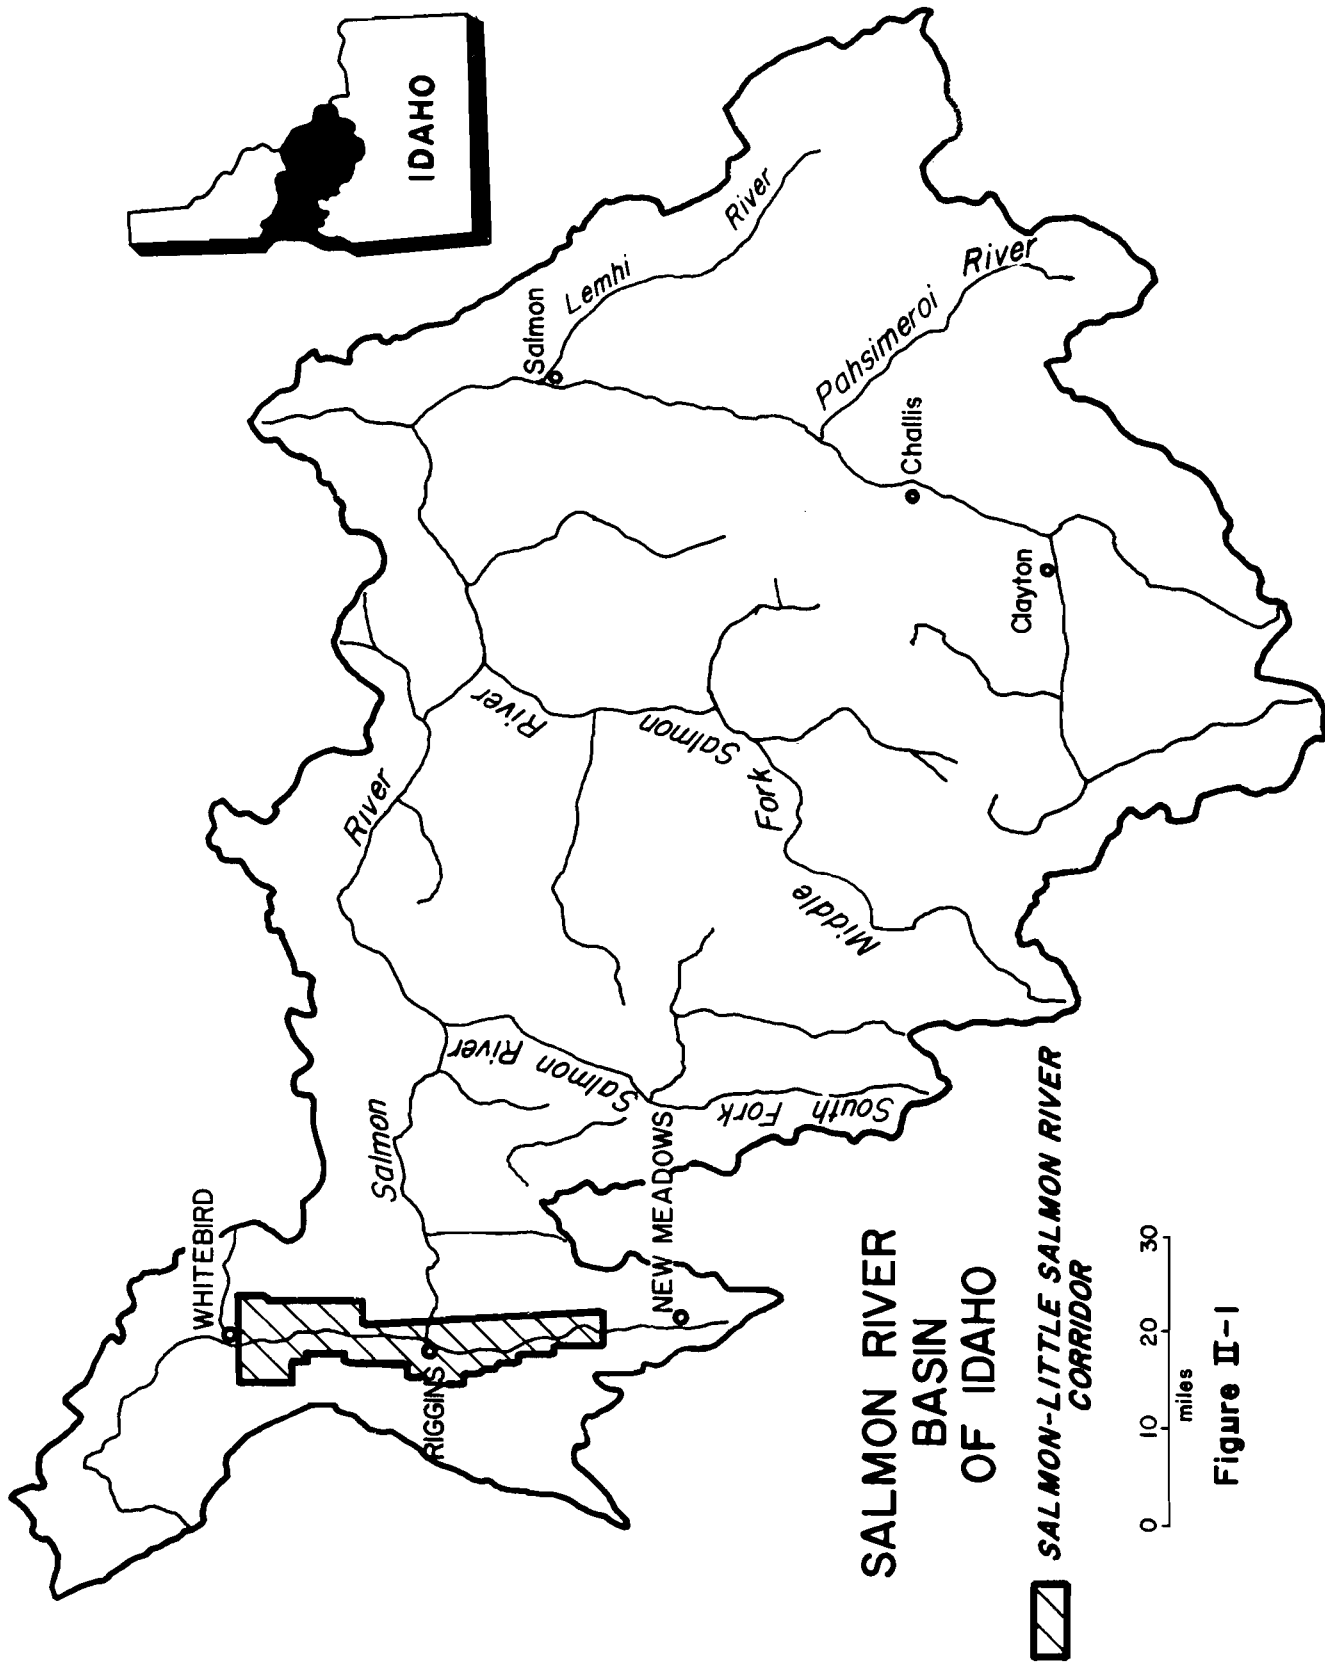 IDAHO
WHITEBIRD
RIGGINS
NEW MEADOWS
Salmon
River
South Fork Salmon River
Middle Fork Salmon River
Salmon
Lemhi River
Pahsimeroi River
Challis
Clayton
SALMON RIVER
BASIN
OF IDAHO
SALMON-LITTLE SALMON RIVER
CORRIDOR
0 10 20 30
miles
Figure II-1